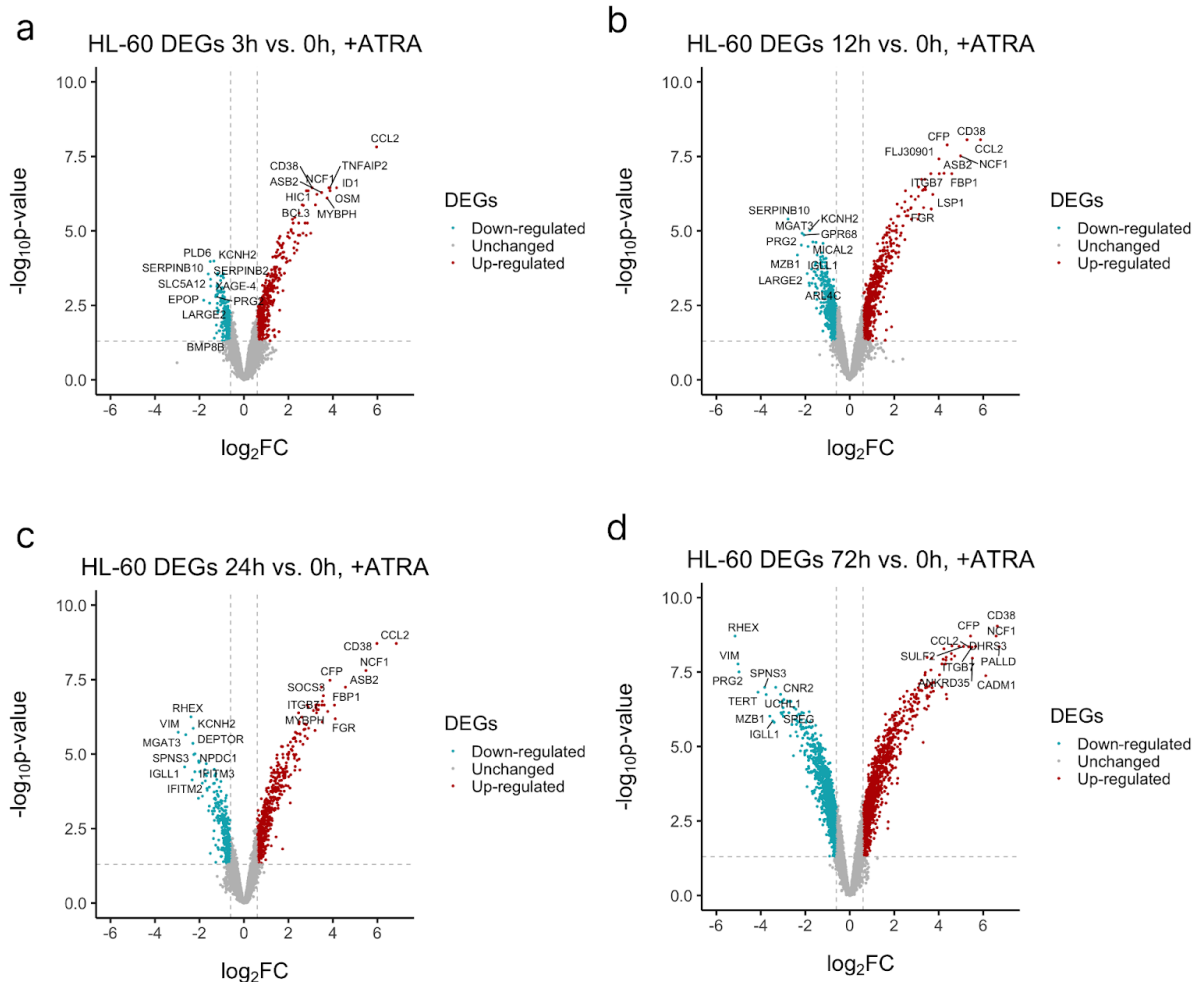 a
HL-60 DEGs 3h vs. 0h, +ATRA
10.0
7.5
5.0
2.5
0.0
-log10p-value
CCL2
CD38
TNFAIP2
NCF1
ASB2
ID1
HIC1
OSM
BCL3
MYBPH
PLD6
KCNH2
SERPINB10
SERPINB2
SLC5A12
XAGE-4
EPOP
PRG2
LARGE2
BMP8B
-6 -4 -2 0 2 4 6
log2FC
DEGs
Down-regulated
Unchanged
Up-regulated
b
HL-60 DEGs 12h vs. 0h, +ATRA
10.0
7.5
5.0
2.5
0.0
-log10p-value
CFP
CD38
FLJ30901
CCL2
ASB2
NCF1
ITGB7
FBP1
LSP1
FGR
SERPINB10
KCNH2
MGAT3
GPR68
PRG2
MICAL2
MZB1
IGLL1
LARGE2
ARL4C
-6 -4 -2 0 2 4 6
log2FC
DEGs
Down-regulated
Unchanged
Up-regulated
c
HL-60 DEGs 24h vs. 0h, +ATRA
10.0
7.5
5.0
2.5
0.0
-log10p-value
CCL2
CD38
NCF1
CFP
ASB2
SOCS3
FBP1
ITGB7
MYBPH
FGR
RHEX
VIM
KCNH2
MGAT3
DEPTOR
SPNS3
NPDC1
IGLL1
IFITM3
IFITM2
-6 -4 -2 0 2 4 6
log2FC
DEGs
Down-regulated
Unchanged
Up-regulated
d
HL-60 DEGs 72h vs. 0h, +ATRA
10.0
7.5
5.0
2.5
0.0
-log10p-value
CD38
CFP
NCF1
CCL2
DHRS3
SULF2
ITGB7
PALLD
ANKRD35
CADM1
RHEX
VIM
PRG2
SPNS3
CNR2
TERT
UCHL1
MZB1
SPEG
IGLL1
-6 -4 -2 0 2 4 6
log2FC
DEGs
Down-regulated
Unchanged
Up-regulated